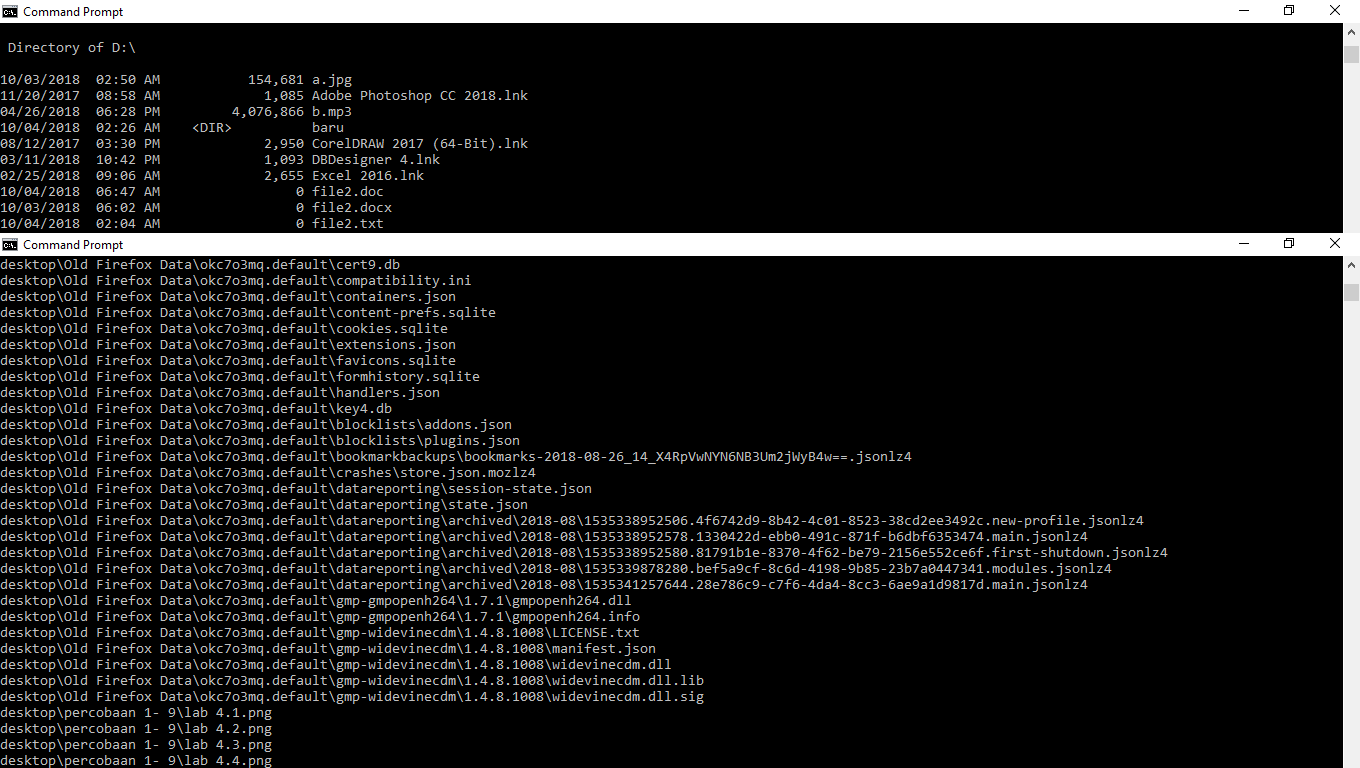 Command Prompt
Directory of D:\
10/03/2018  02:50 AM           154,681 a.jpg
11/20/2017  08:58 AM             1,085 Adobe Photoshop CC 2018.lnk
04/26/2018  06:28 PM         4,076,866 b.mp3
10/04/2018  02:26 AM    <DIR>          baru
08/12/2017  03:30 PM             2,950 CorelDRAW 2017 (64-Bit).lnk
03/11/2018  10:42 PM             1,093 DBDesigner 4.lnk
02/25/2018  09:06 AM             2,655 Excel 2016.lnk
10/04/2018  06:47 AM                 0 file2.doc
10/03/2018  06:02 AM                 0 file2.docx
10/04/2018  02:04 AM                 0 file2.txt
Command Prompt
desktop\Old Firefox Data\okc7o3mq.default\cert9.db
desktop\Old Firefox Data\okc7o3mq.default\compatibility.ini
desktop\Old Firefox Data\okc7o3mq.default\containers.json
desktop\Old Firefox Data\okc7o3mq.default\content-prefs.sqlite
desktop\Old Firefox Data\okc7o3mq.default\cookies.sqlite
desktop\Old Firefox Data\okc7o3mq.default\extensions.json
desktop\Old Firefox Data\okc7o3mq.default\favicons.sqlite
desktop\Old Firefox Data\okc7o3mq.default\formhistory.sqlite
desktop\Old Firefox Data\okc7o3mq.default\handlers.json
desktop\Old Firefox Data\okc7o3mq.default\key4.db
desktop\Old Firefox Data\okc7o3mq.default\blocklists\addons.json
desktop\Old Firefox Data\okc7o3mq.default\blocklists\plugins.json
desktop\Old Firefox Data\okc7o3mq.default\bookmarkbackups\bookmarks-2018-08-26_14_X4RpVwNYN6NB3Um2jWyB4w==.jsonlz4
desktop\Old Firefox Data\okc7o3mq.default\crashes\store.json.mozlz4
desktop\Old Firefox Data\okc7o3mq.default\datareporting\session-state.json
desktop\Old Firefox Data\okc7o3mq.default\datareporting\state.json
desktop\Old Firefox Data\okc7o3mq.default\datareporting\archived\2018-08\1535338952506.4f6742d9-8b42-4c01-8523-38cd2ee3492c.new-profile.jsonlz4
desktop\Old Firefox Data\okc7o3mq.default\datareporting\archived\2018-08\1535338952578.1330422d-ebb0-491c-871f-b6dbf6353474.main.jsonlz4
desktop\Old Firefox Data\okc7o3mq.default\datareporting\archived\2018-08\1535338952580.81791b1e-8370-4f62-be79-2156e552ce6f.first-shutdown.jsonlz4
desktop\Old Firefox Data\okc7o3mq.default\datareporting\archived\2018-08\1535339878280.bef5a9cf-8c6d-4198-9b85-23b7a0447341.modules.jsonlz4
desktop\Old Firefox Data\okc7o3mq.default\datareporting\archived\2018-08\1535341257644.28e786c9-c7f6-4da4-8cc3-6ae9a1d9817d.main.jsonlz4
desktop\Old Firefox Data\okc7o3mq.default\gmp-gmpopenh264\1.7.1\gmpopenh264.dll
desktop\Old Firefox Data\okc7o3mq.default\gmp-gmpopenh264\1.7.1\gmpopenh264.info
desktop\Old Firefox Data\okc7o3mq.default\gmp-widevinecdm\1.4.8.1008\LICENSE.txt
desktop\Old Firefox Data\okc7o3mq.default\gmp-widevinecdm\1.4.8.1008\manifest.json
desktop\Old Firefox Data\okc7o3mq.default\gmp-widevinecdm\1.4.8.1008\widevinecdm.dll
desktop\Old Firefox Data\okc7o3mq.default\gmp-widevinecdm\1.4.8.1008\widevinecdm.dll.lib
desktop\Old Firefox Data\okc7o3mq.default\gmp-widevinecdm\1.4.8.1008\widevinecdm.dll.sig
desktop\percobaan 1- 9\lab 4.1.png
desktop\percobaan 1- 9\lab 4.2.png
desktop\percobaan 1- 9\lab 4.3.png
desktop\percobaan 1- 9\lab 4.4.png